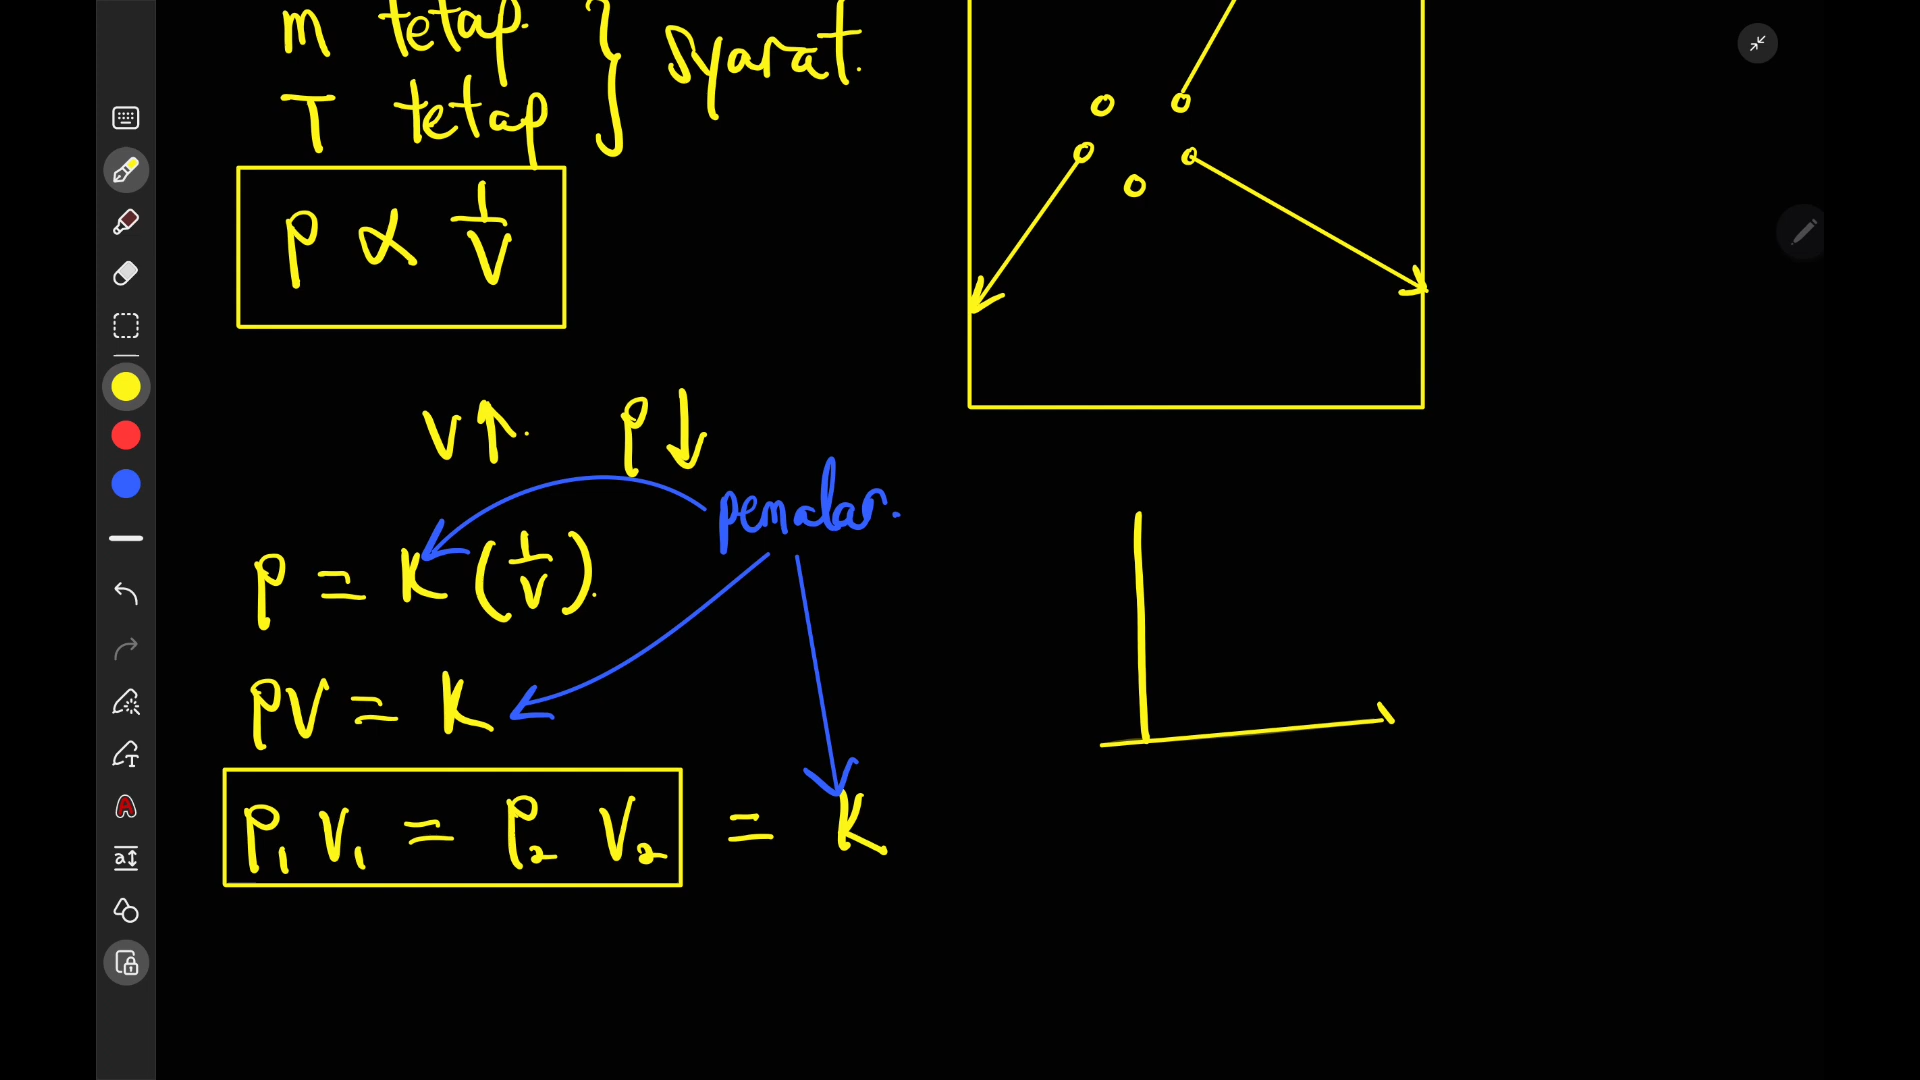 m tetap.
T tetap } syarat.
P ∝ 1/V
V↑. P↓
pemalar.
P = K (1/V).
PV = K
P₁ V₁ = P₂ V₂ = K